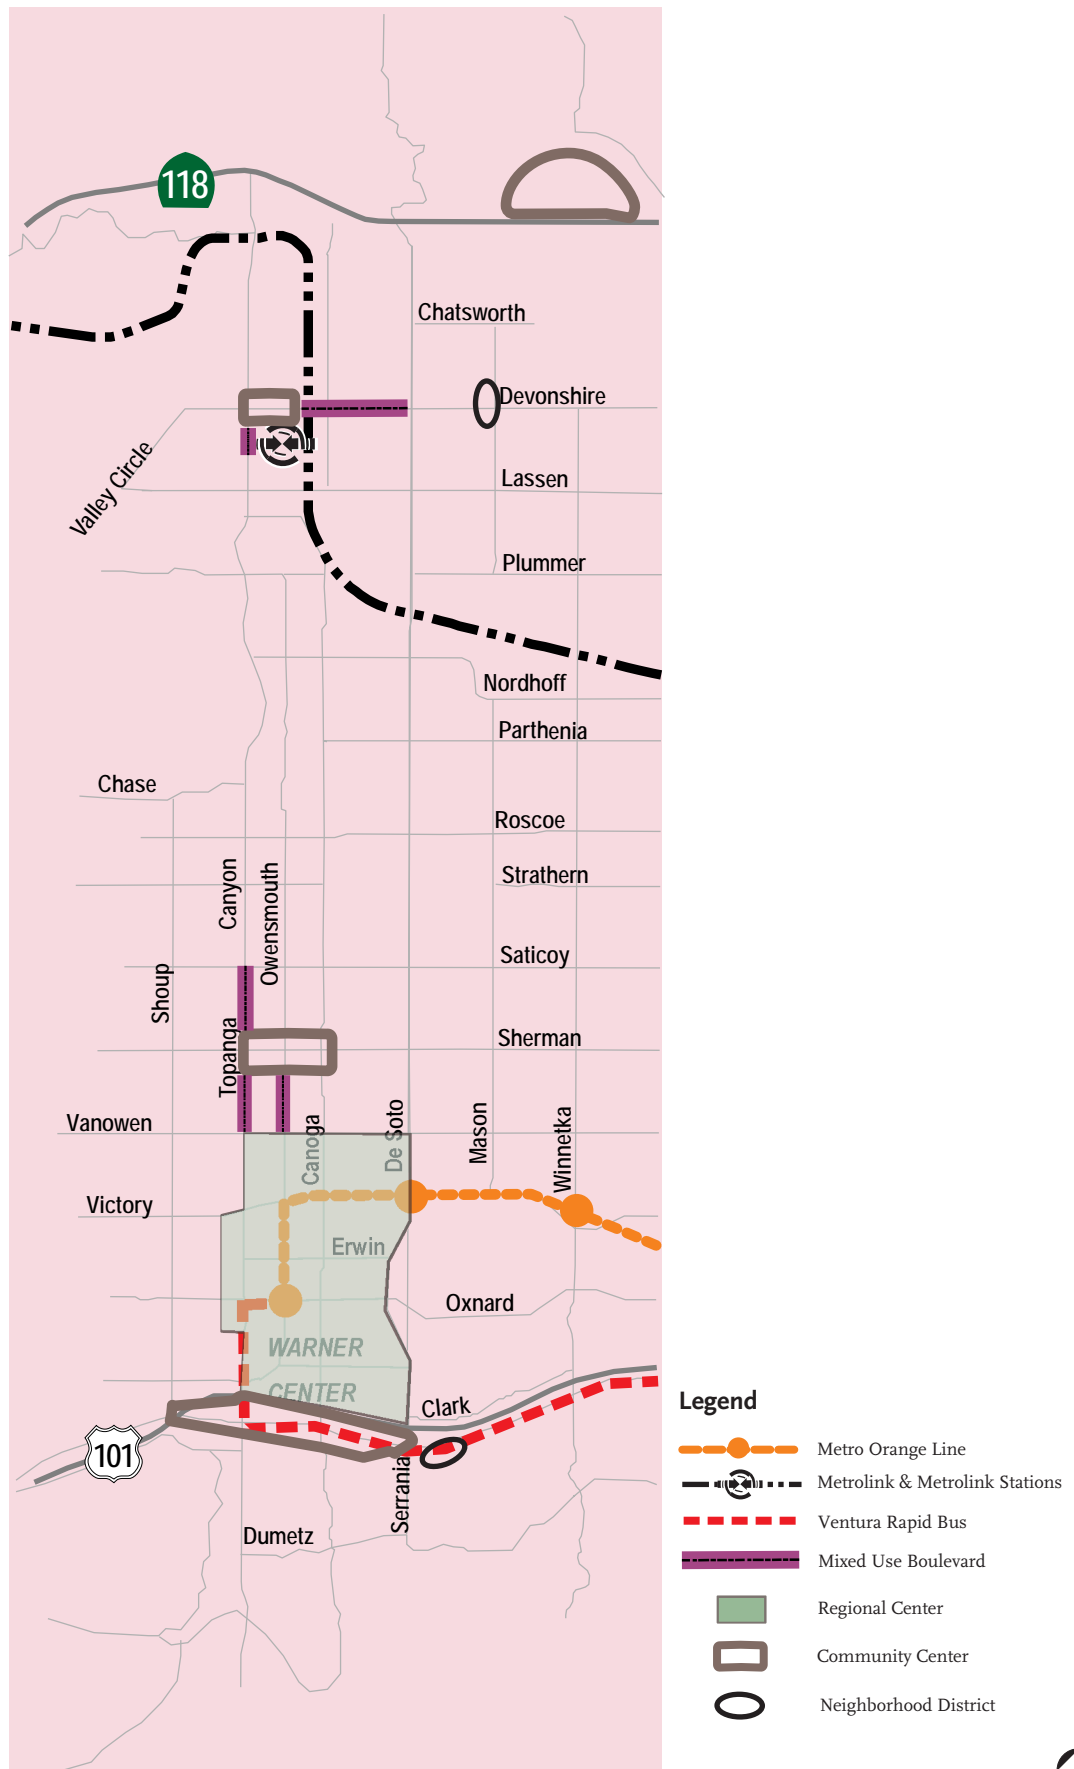 118
Chatsworth
Devonshire
Valley Circle
Lassen
Plummer
Nordhoff
Parthenia
Chase
Roscoe
Canyon
Owensmouth
Strathern
Saticoy
Shoup
Topanga
Sherman
Vanowen
Canoga
De Soto
Mason
Winnetka
Victory
Erwin
Oxnard
WARNER
CENTER
Clark
101
Serrania
Dumetz
Legend
Metro Orange Line
Metrolink & Metrolink Stations
Ventura Rapid Bus
Mixed Use Boulevard
Regional Center
Community Center
Neighborhood District